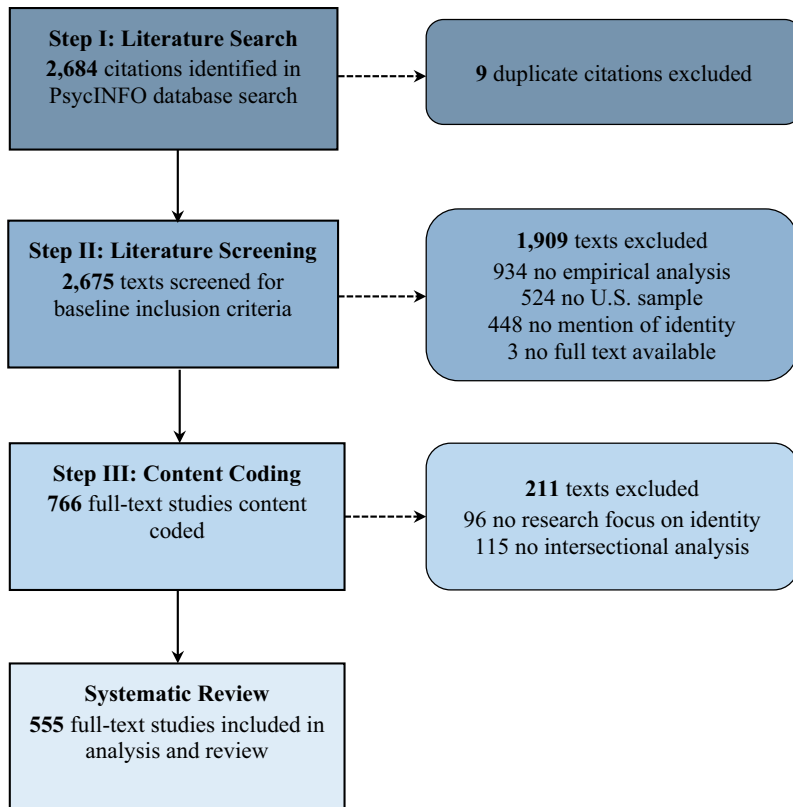 Step I: Literature Search
2,684 citations identified in
PsycINFO database search
9 duplicate citations excluded
Step II: Literature Screening
2,675 texts screened for
baseline inclusion criteria
1,909 texts excluded
934 no empirical analysis
524 no U.S. sample
448 no mention of identity
3 no full text available
Step III: Content Coding
766 full-text studies content
coded
211 texts excluded
96 no research focus on identity
115 no intersectional analysis
Systematic Review
555 full-text studies included in
analysis and review